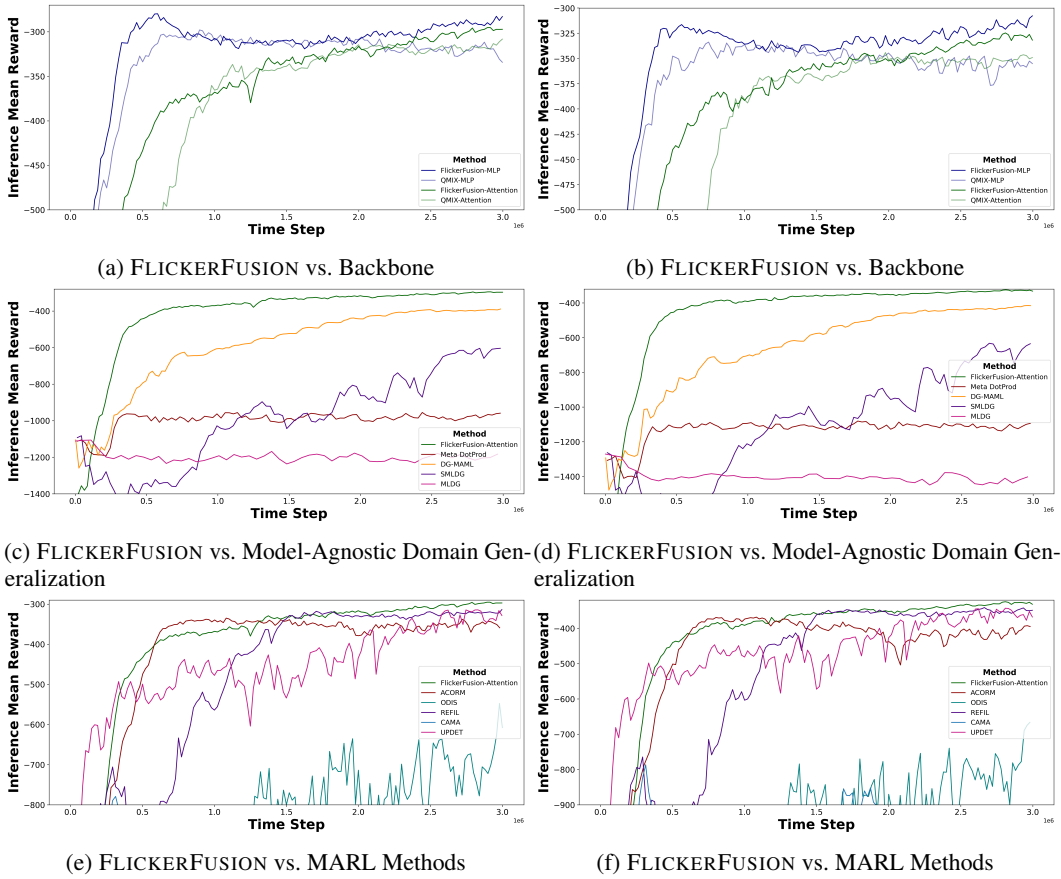 Inference Mean Reward
-300
-350
-400
-450
-500
0.0 0.5 1.0 1.5 2.0 2.5 3.0
1e6
Time Step
Method
FlickerFusion-MLP
QMIX-MLP
FlickerFusion-Attention
QMIX-Attention
(a) FLICKERFUSION vs. Backbone
Inference Mean Reward
-300
-325
-350
-375
-400
-425
-450
-475
-500
0.0 0.5 1.0 1.5 2.0 2.5 3.0
1e6
Time Step
Method
FlickerFusion-MLP
QMIX-MLP
FlickerFusion-Attention
QMIX-Attention
(b) FLICKERFUSION vs. Backbone
Inference Mean Reward
-400
-600
-800
-1000
-1200
-1400
0.0 0.5 1.0 1.5 2.0 2.5 3.0
1e6
Time Step
Method
FlickerFusion-Attention
Meta DotProd
DG-MAML
SMLDG
MLDG
(c) FLICKERFUSION vs. Model-Agnostic Domain Gen-
eralization
Inference Mean Reward
-400
-600
-800
-1000
-1200
-1400
0.0 0.5 1.0 1.5 2.0 2.5 3.0
1e6
Time Step
Method
FlickerFusion-Attention
Meta DotProd
DG-MAML
SMLDG
MLDG
(d) FLICKERFUSION vs. Model-Agnostic Domain Gen-
eralization
Inference Mean Reward
-300
-400
-500
-600
-700
-800
0.0 0.5 1.0 1.5 2.0 2.5 3.0
1e6
Time Step
Method
FlickerFusion-Attention
ACORM
ODIS
REFIL
CAMA
UPDET
(e) FLICKERFUSION vs. MARL Methods
Inference Mean Reward
-400
-500
-600
-700
-800
-900
0.0 0.5 1.0 1.5 2.0 2.5 3.0
1e6
Time Step
Method
FlickerFusion-Attention
ACORM
ODIS
REFIL
CAMA
UPDET
(f) FLICKERFUSION vs. MARL Methods